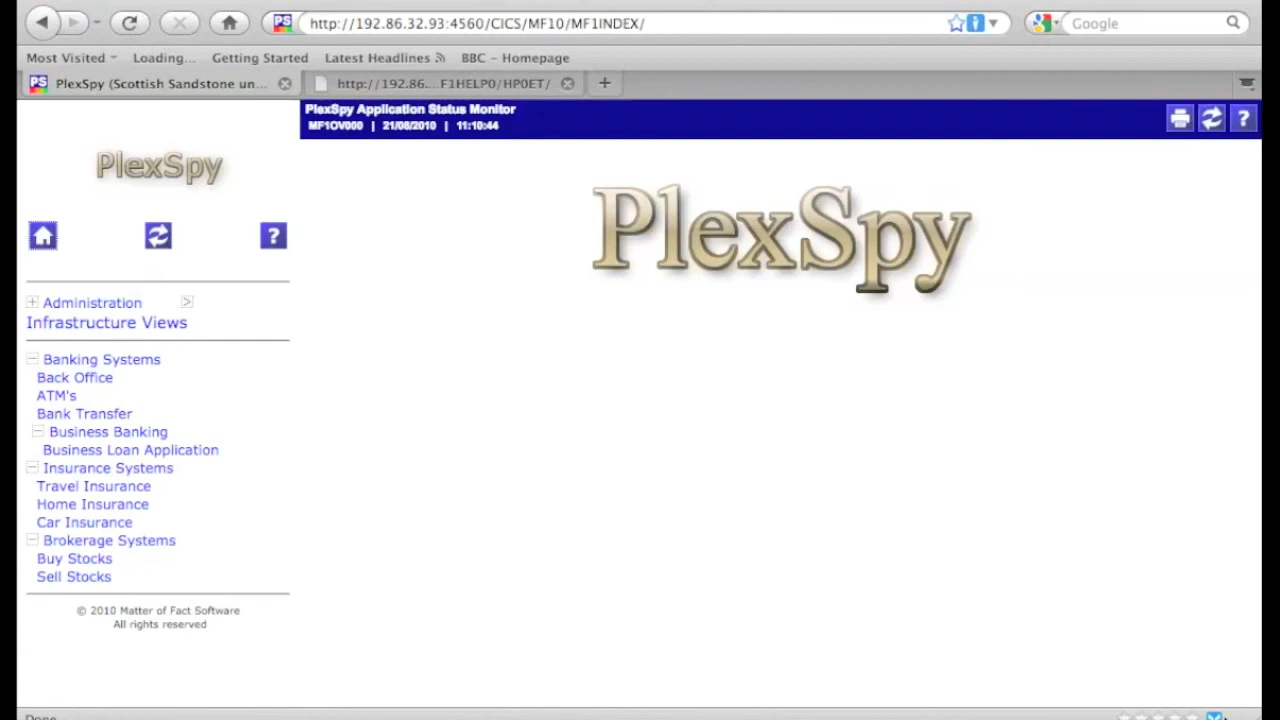 PS http://192.86.32.93:4560/CICS/MF10/MF1INDEX/
Google
Most Visited Loading... Getting Started Latest Headlines BBC - Homepage
PS PlexSpy (Scottish Sandstone un...
http://192.86....F1HELP0/HP0ET/
PlexSpy Application Status Monitor
MF1OV000 | 21/08/2010 | 11:10:44
?
PlexSpy
PlexSpy
?
Administration
Infrastructure Views
Banking Systems
Back Office
ATM's
Bank Transfer
Business Banking
Business Loan Application
Insurance Systems
Travel Insurance
Home Insurance
Car Insurance
Brokerage Systems
Buy Stocks
Sell Stocks
© 2010 Matter of Fact Software
All rights reserved
Done